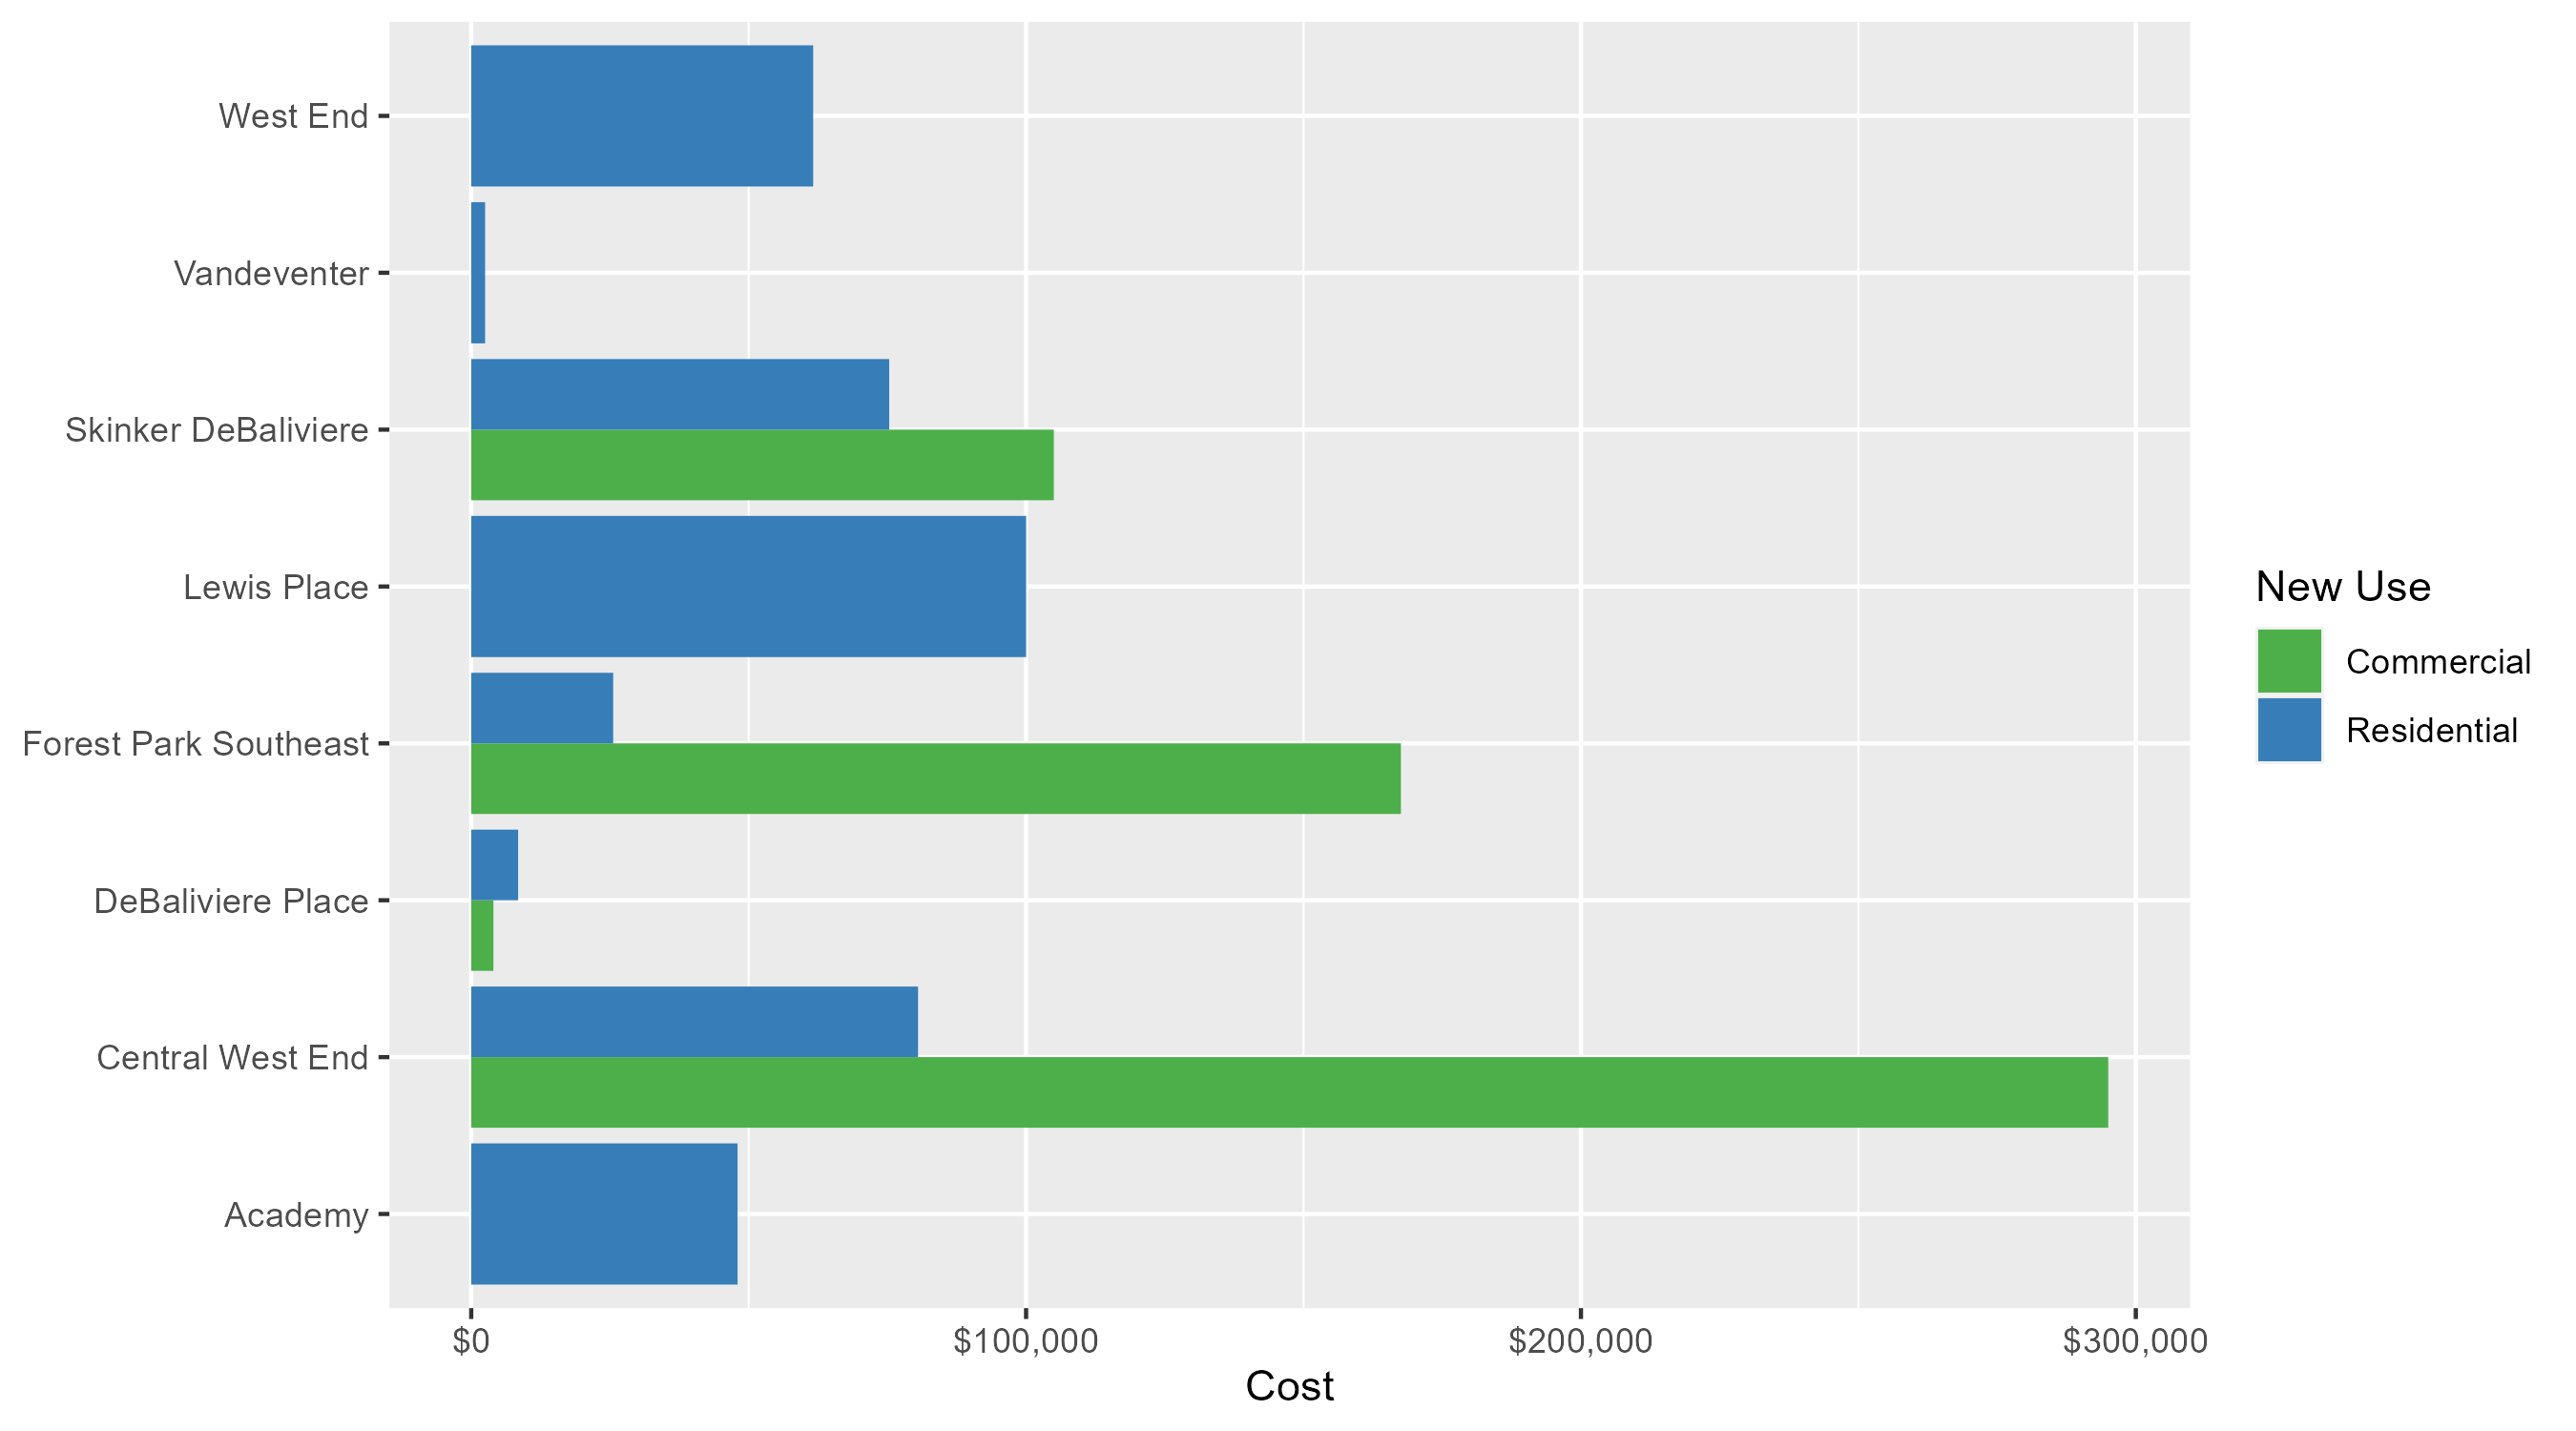 West End
Vandeventer
Skinker DeBaliviere
Lewis Place
Forest Park Southeast
DeBaliviere Place
Central West End
Academy
$0
$100,000
$200,000
$300,000
Cost
New Use
Commercial
Residential